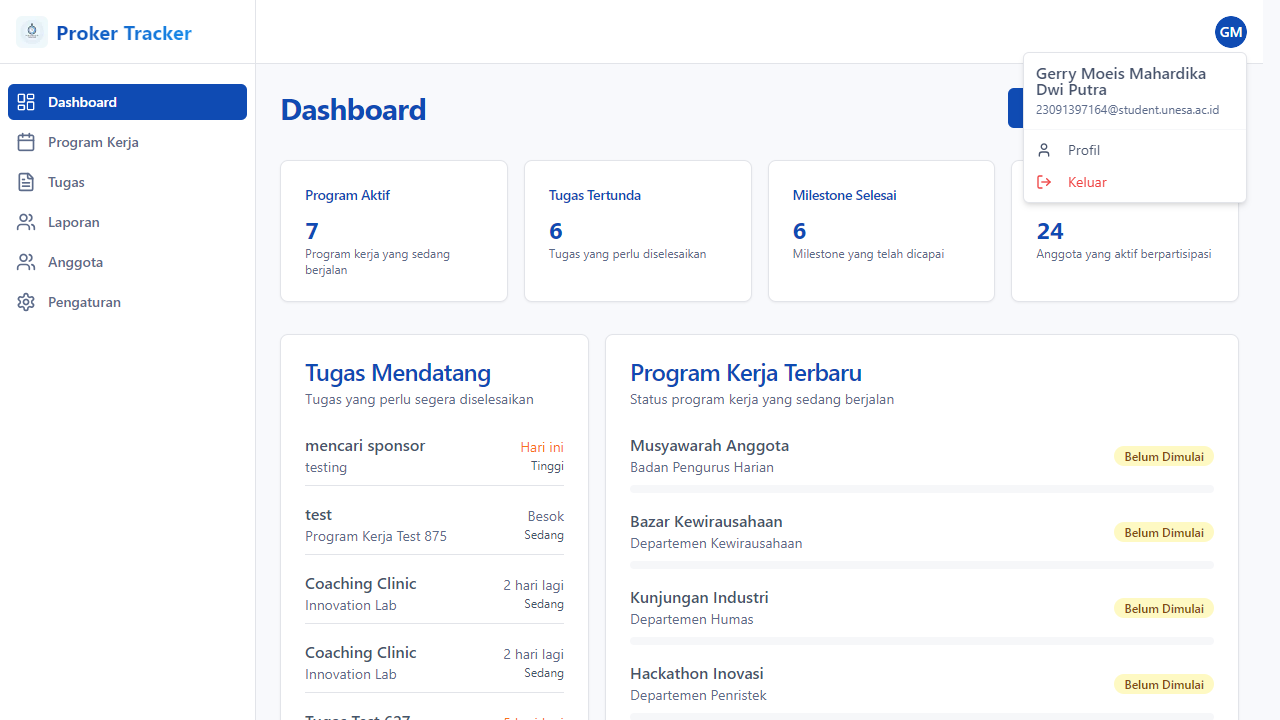 Proker Tracker
GM
Gerry Moeis Mahardika
Dwi Putra
23091397164@student.unesa.ac.id
Profil
Keluar
Dashboard
Program Kerja
Tugas
Laporan
Anggota
Pengaturan
Dashboard
Program Aktif
7
Program kerja yang sedang
berjalan
Tugas Tertunda
6
Tugas yang perlu diselesaikan
Milestone Selesai
6
Milestone yang telah dicapai
24
Anggota yang aktif berpartisipasi
Tugas Mendatang
Tugas yang perlu segera diselesaikan
mencari sponsor
Hari ini
testing
Tinggi
test
Besok
Program Kerja Test 875
Sedang
Coaching Clinic
2 hari lagi
Innovation Lab
Sedang
Coaching Clinic
2 hari lagi
Innovation Lab
Sedang
Program Kerja Terbaru
Status program kerja yang sedang berjalan
Musyawarah Anggota
Badan Pengurus Harian
Belum Dimulai
Bazar Kewirausahaan
Departemen Kewirausahaan
Belum Dimulai
Kunjungan Industri
Departemen Humas
Belum Dimulai
Hackathon Inovasi
Departemen Penristek
Belum Dimulai